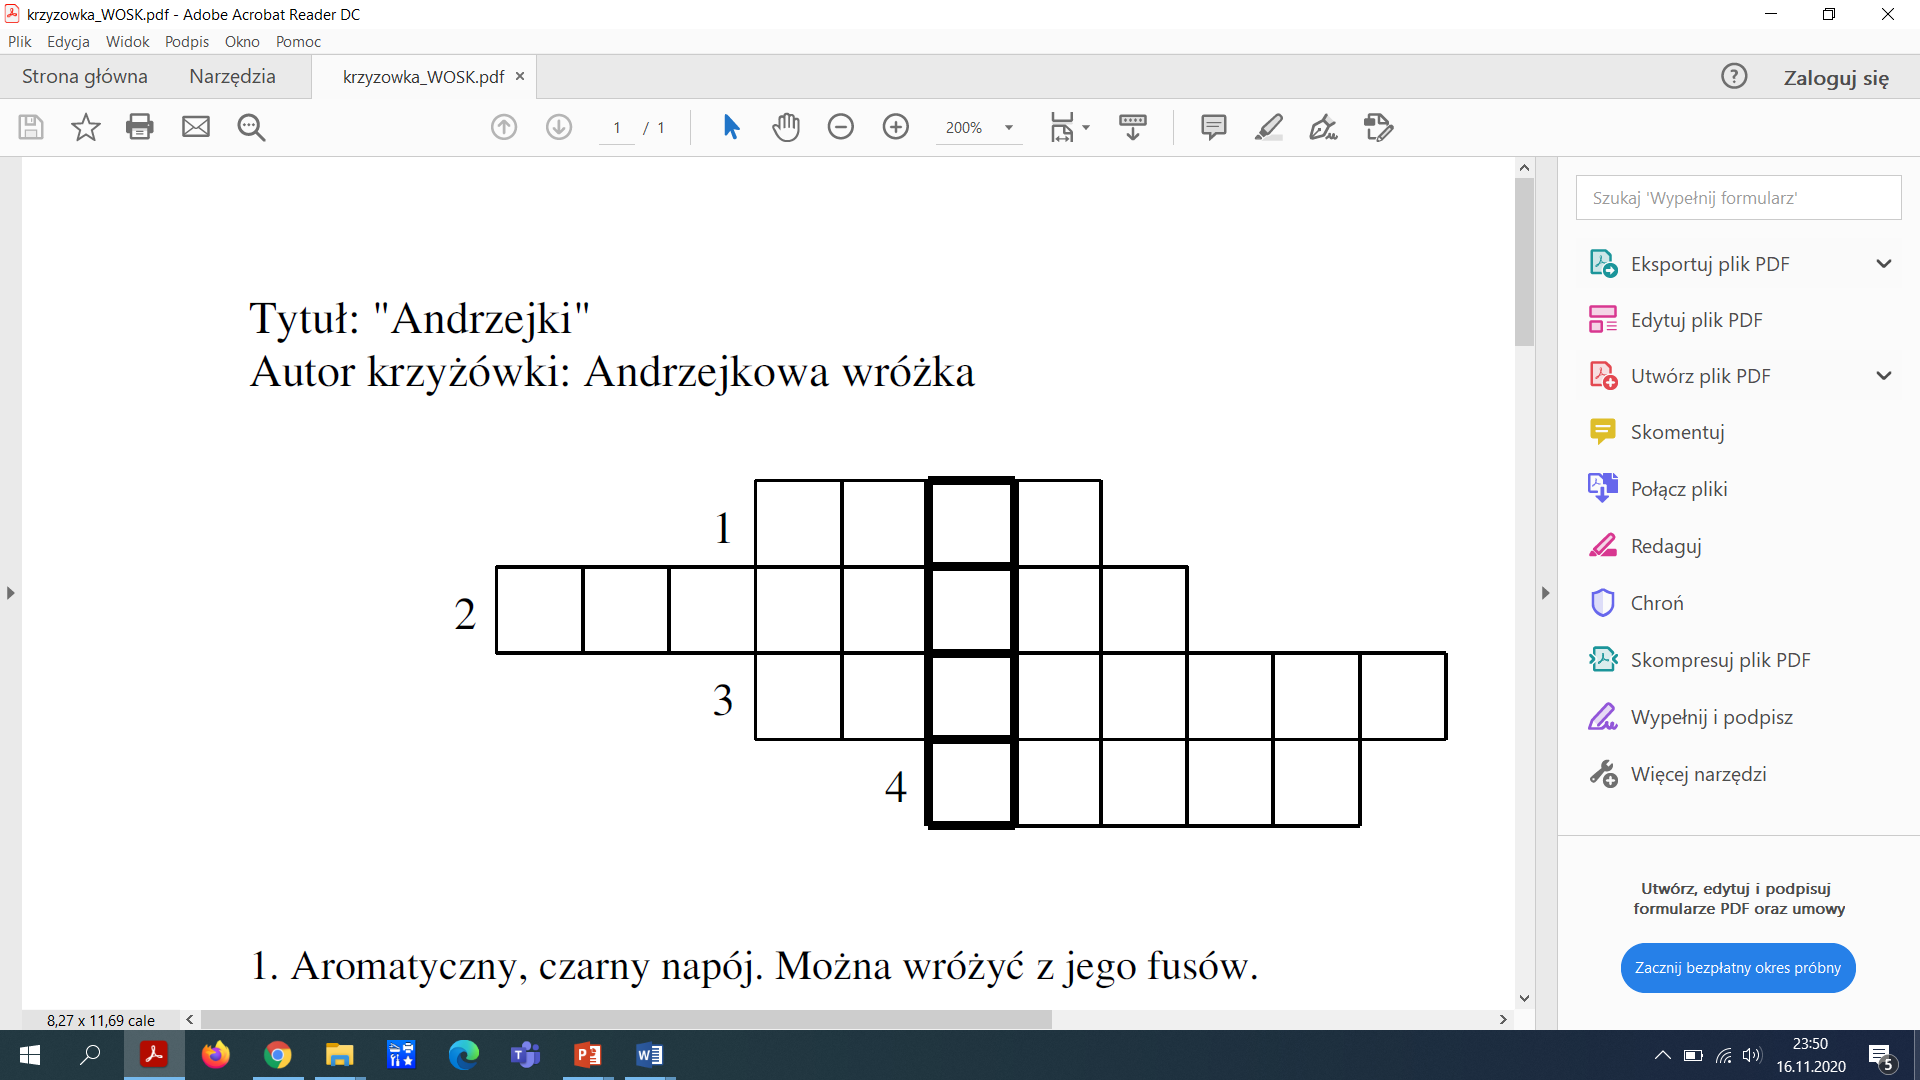 krzyzowka_WOSK.pdf - Adobe Acrobat Reader DC
Plik Edycja Widok Podpis Okno Pomoc
Strona główna Narzędzia krzyzowka_WOSK.pdf × ? Zaloguj się
1 / 1 200%
Szukaj 'Wypełnij formularz'
Eksportuj plik PDF
Edytuj plik PDF
Utwórz plik PDF
Skomentuj
Połącz pliki
Redaguj
Chroń
Skompresuj plik PDF
Wypełnij i podpisz
Więcej narzędzi
Utwórz, edytuj i podpisuj
formularze PDF oraz umowy
Zacznij bezpłatny okres próbny
Tytuł: "Andrzejki"
Autor krzyżówki: Andrzejkowa wróżka
1
2
3
4
1. Aromatyczny, czarny napój. Można wróżyć z jego fusów.
8,27 x 11,69 cale
23:50
16.11.2020
5